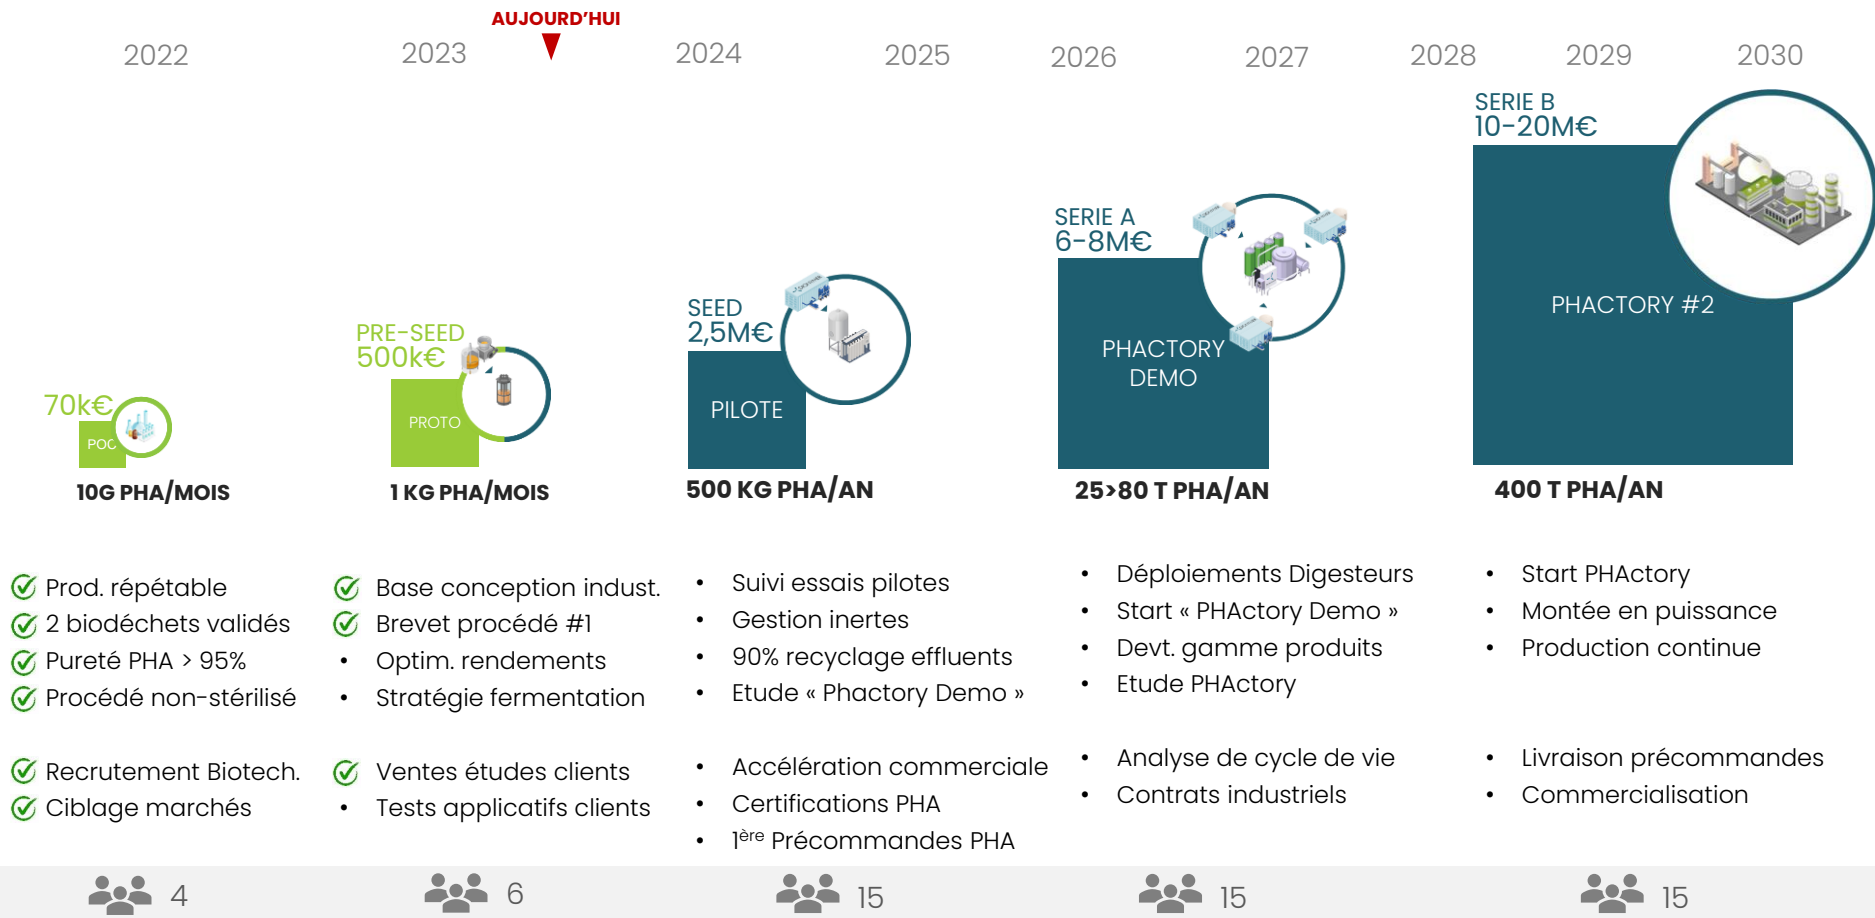 AUJOURD'HUI
2022
2023
2024
2025
2026
2027
2028
2029
2030
70k€
POC
10G PHA/MOIS
PRE-SEED
500k€
PROTO
1 KG PHA/MOIS
SEED
2,5M€
PILOTE
500 KG PHA/AN
SERIE A
6-8M€
PHACTORY
DEMO
25>80 T PHA/AN
SERIE B
10-20M€
PHACTORY #2
400 T PHA/AN
Prod. répétable
2 biodéchets validés
Pureté PHA > 95%
Procédé non-stérilisé
Recrutement Biotech.
Ciblage marchés
Base conception indust.
Brevet procédé #1
• Optim. rendements
• Stratégie fermentation
Ventes études clients
• Tests applicatifs clients
• Suivi essais pilotes
• Gestion inertes
• 90% recyclage effluents
• Etude « Phactory Demo »
• Accélération commerciale
• Certifications PHA
• 1ère Précommandes PHA
• Déploiements Digesteurs
• Start « PHActory Demo »
• Devt. gamme produits
• Etude PHActory
• Analyse de cycle de vie
• Contrats industriels
• Start PHActory
• Montée en puissance
• Production continue
• Livraison précommandes
• Commercialisation
4
6
15
15
15